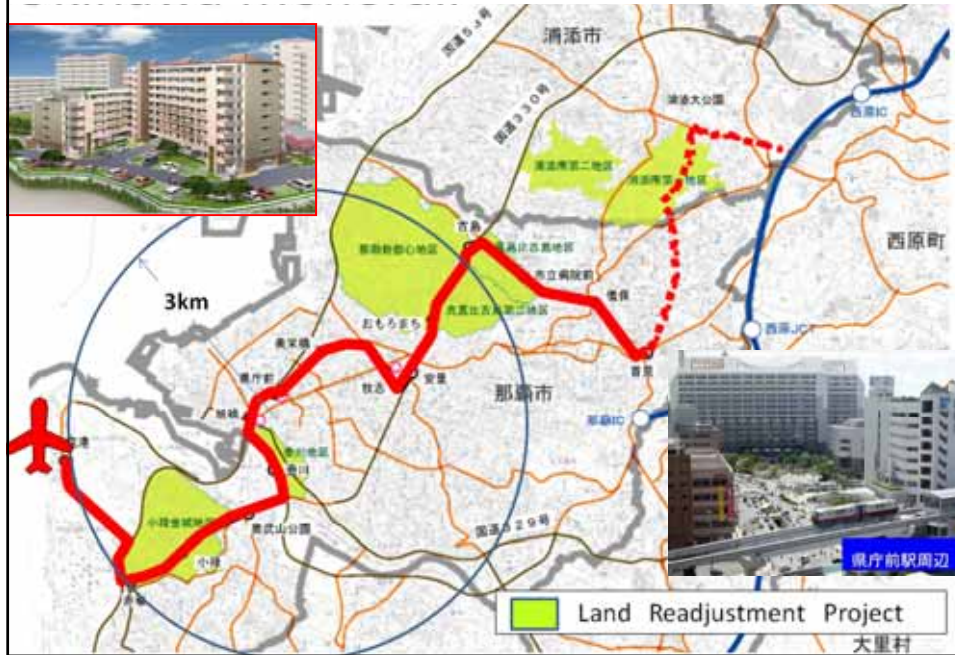 国道330号
浦添市
浦添大公園
西原IC
浦添南第二地区
浦添南第一地区
古島
那覇新都心地区
真嘉比古島地区
西原町
市立病院前
儀保
3km
真嘉比古島第二地区
おもろまち
西原JCT
美栄橋
首里
県庁前
牧志
安里
那覇市
旭橋
那覇IC
空港
壺川地区
壺川
小禄金城地区
奥武山公園
国道329号
小禄
赤嶺
県庁前駅周辺
Land Readjustment Project
大里村